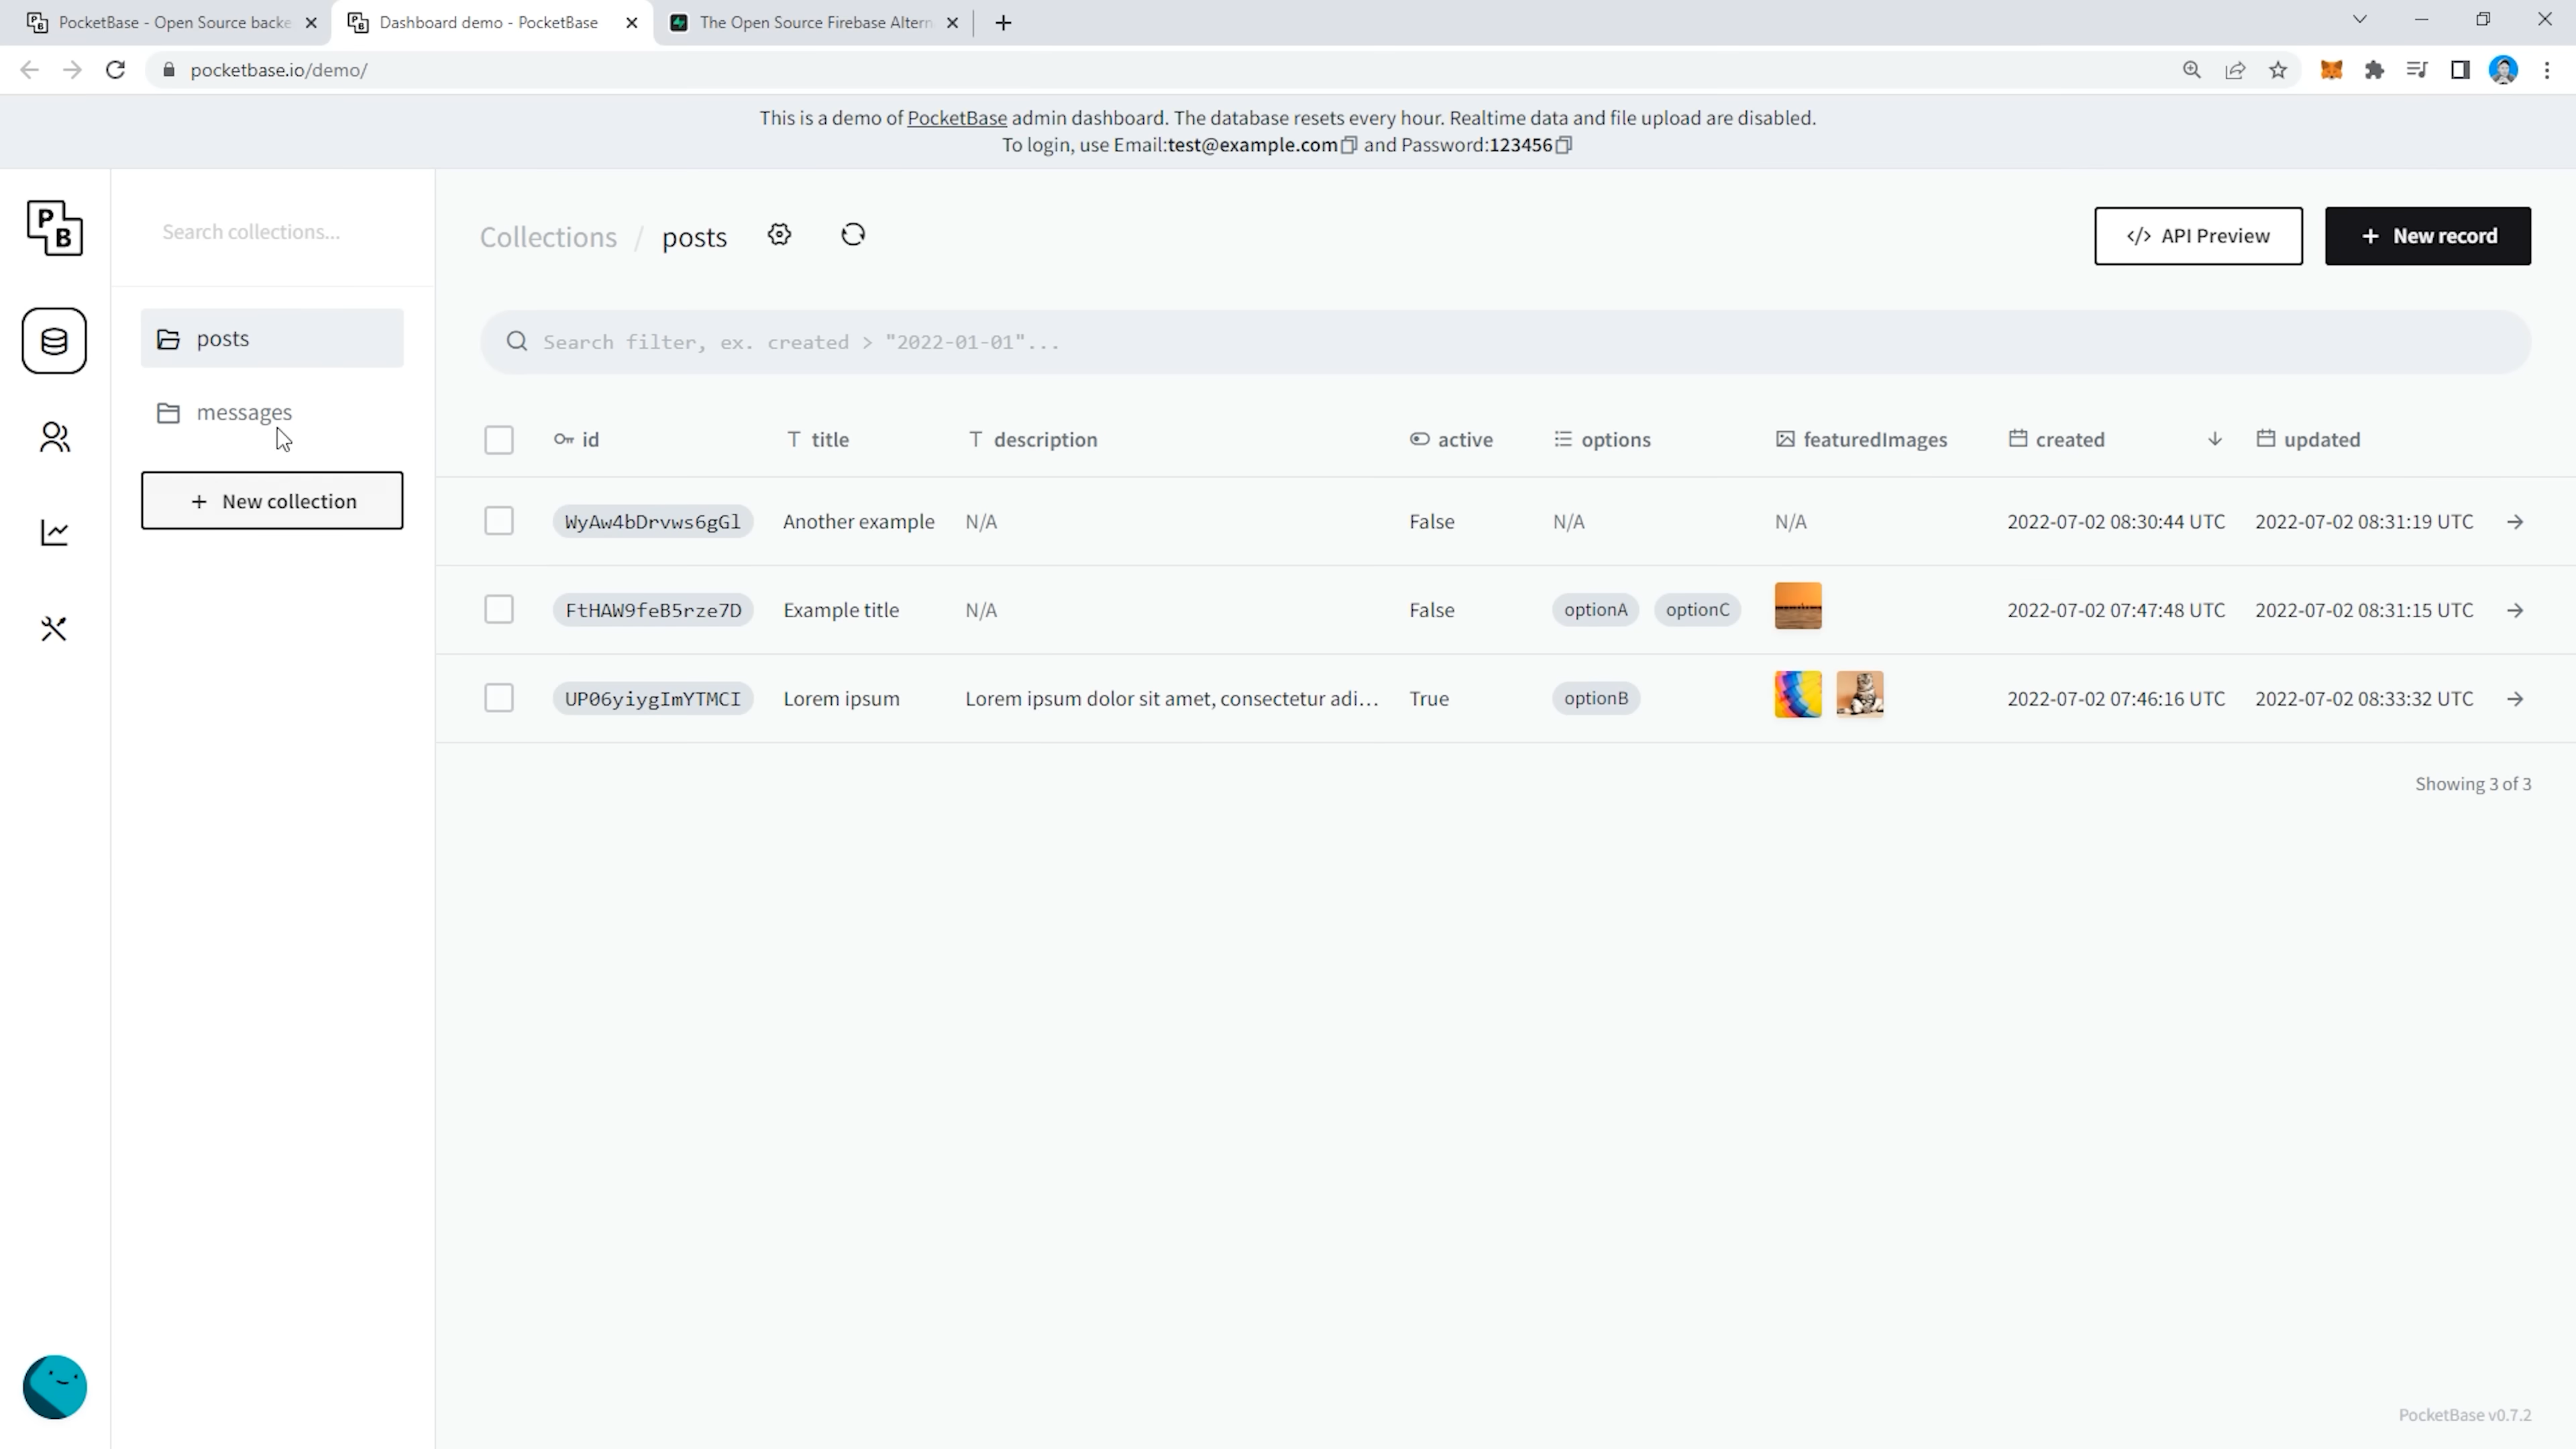 PocketBase - Open Source backe
Dashboard demo - PocketBase
The Open Source Firebase Altern
pocketbase.io/demo/
This is a demo of PocketBase admin dashboard. The database resets every hour. Realtime data and file upload are disabled.
To login, use Email:test@example.com and Password:123456
P
B
Search collections...
posts
messages
+ New collection
Collections / posts
</> API Preview
+ New record
Search filter, ex. created > "2022-01-01"...
id title description active options featuredImages created updated
WyAw4bDrvws6gGl Another example N/A False N/A N/A 2022-07-02 08:30:44 UTC 2022-07-02 08:31:19 UTC
FtHAW9feB5rze7D Example title N/A False optionA optionC 2022-07-02 07:47:48 UTC 2022-07-02 08:31:15 UTC
UP06yiygImYTMCI Lorem ipsum Lorem ipsum dolor sit amet, consectetur adi... True optionB 2022-07-02 07:46:16 UTC 2022-07-02 08:33:32 UTC
Showing 3 of 3
PocketBase v0.7.2